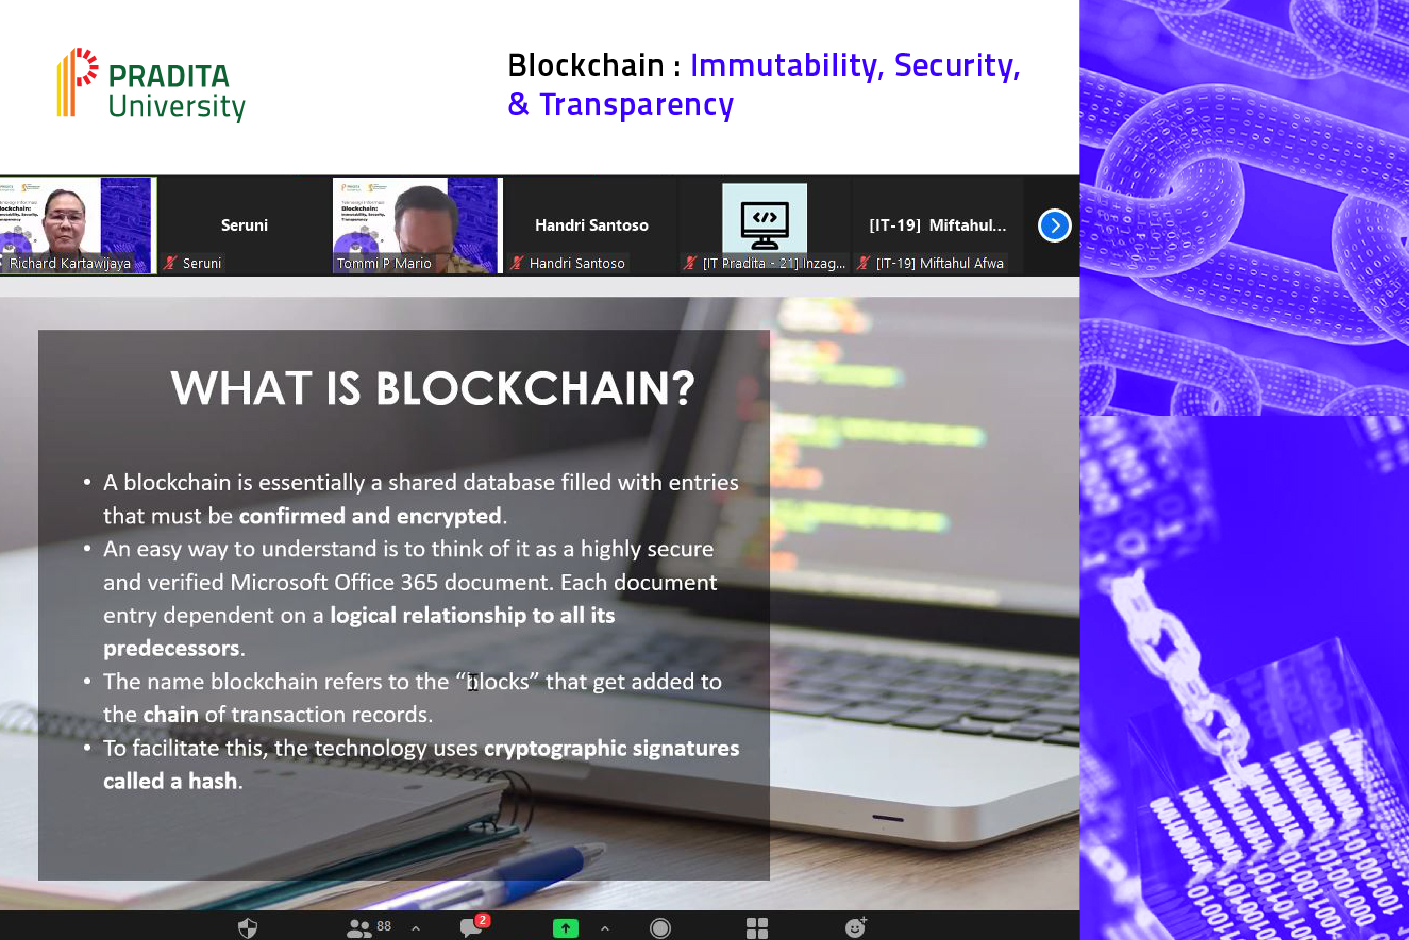 PRADITA
University
Blockchain : Immutability, Security,
& Transparency
Seruni
Handri Santoso
[IT-19] Miftahul...
Richard Kartawijaya
Seruni
Tommi P Mario
Handri Santoso
[IT Pradita - 21] Inzag...
[IT-19] Miftahul Afwa
WHAT IS BLOCKCHAIN?
• A blockchain is essentially a shared database filled with entries
that must be confirmed and encrypted.
• An easy way to understand is to think of it as a highly secure
and verified Microsoft Office 365 document. Each document
entry dependent on a logical relationship to all its
predecessors.
• The name blockchain refers to the “blocks” that get added to
the chain of transaction records.
• To facilitate this, the technology uses cryptographic signatures
called a hash.
88
2